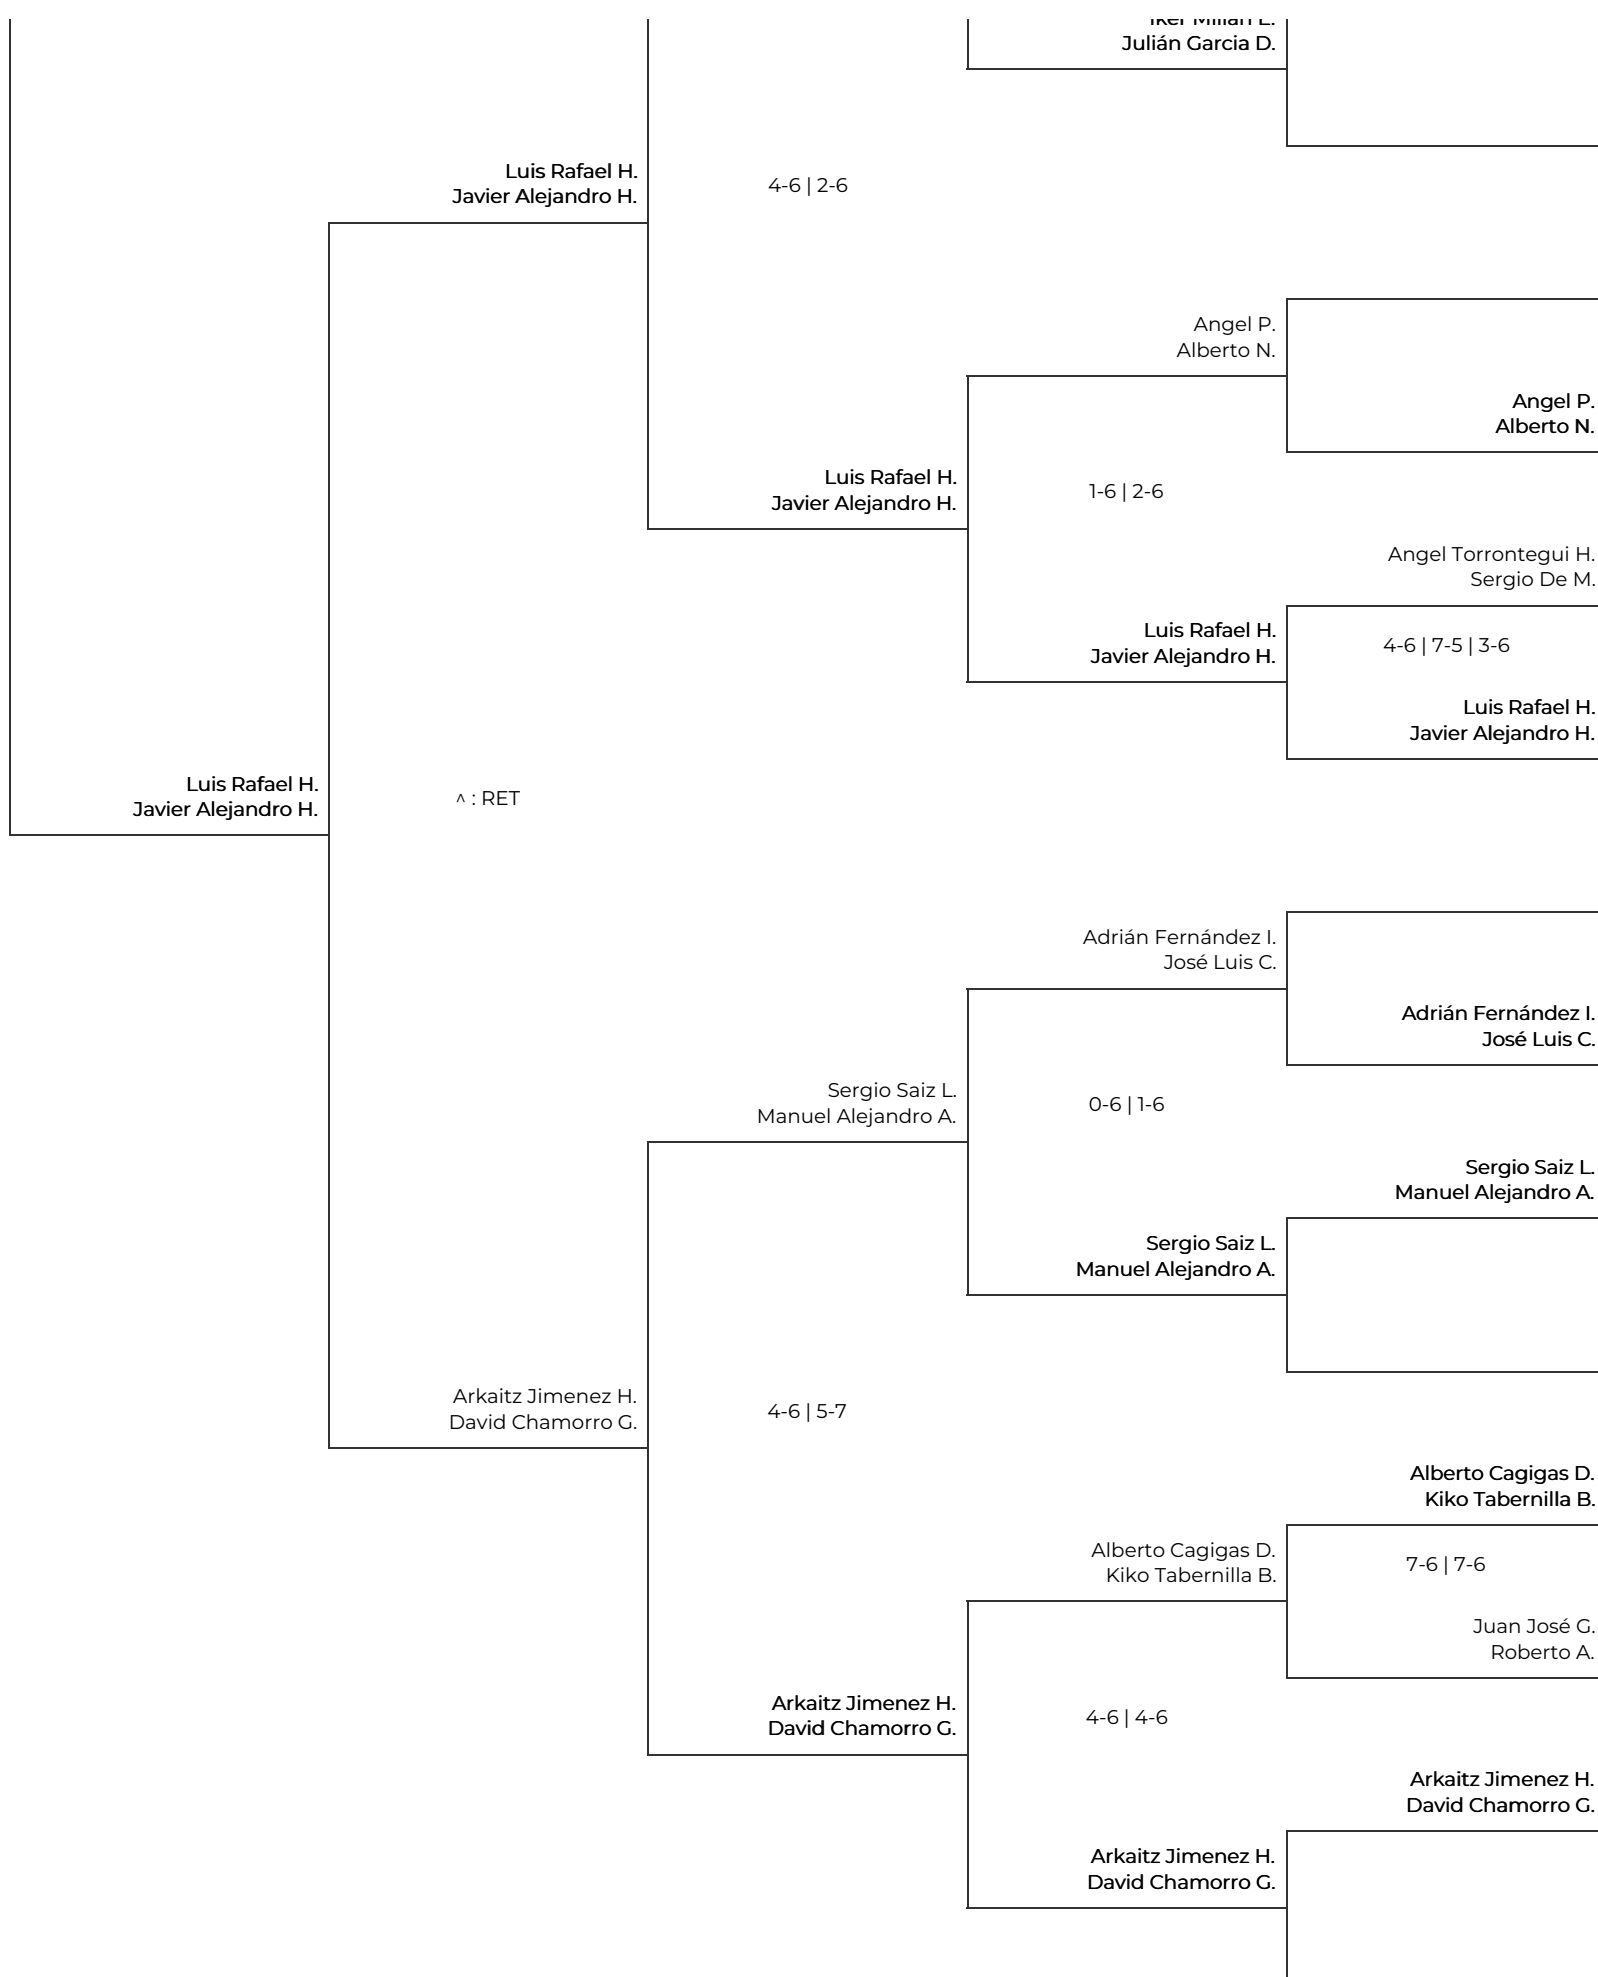 Iker Millán L.
Julián Garcia D.
Luis Rafael H.
Javier Alejandro H.
4-6 | 2-6
Angel P.
Alberto N.
Angel P.
Alberto N.
Luis Rafael H.
Javier Alejandro H.
1-6 | 2-6
Angel Torrontegui H.
Sergio De M.
Luis Rafael H.
Javier Alejandro H.
4-6 | 7-5 | 3-6
Luis Rafael H.
Javier Alejandro H.
Luis Rafael H.
Javier Alejandro H.
^ : RET
Adrián Fernández I.
José Luis C.
Adrián Fernández I.
José Luis C.
Sergio Saiz L.
Manuel Alejandro A.
0-6 | 1-6
Sergio Saiz L.
Manuel Alejandro A.
Sergio Saiz L.
Manuel Alejandro A.
Arkaitz Jimenez H.
David Chamorro G.
4-6 | 5-7
Alberto Cagigas D.
Kiko Tabernilla B.
Alberto Cagigas D.
Kiko Tabernilla B.
7-6 | 7-6
Juan José G.
Roberto A.
Arkaitz Jimenez H.
David Chamorro G.
4-6 | 4-6
Arkaitz Jimenez H.
David Chamorro G.
Arkaitz Jimenez H.
David Chamorro G.